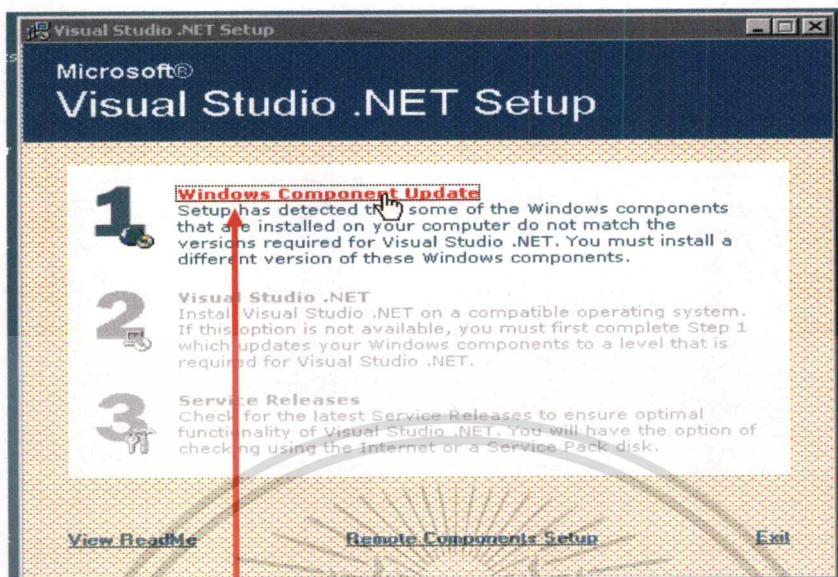 Visual Studio .NET Setup
Microsoft®
Visual Studio .NET Setup
1
Windows Component Update
Setup has detected some of the Windows components
that are installed on your computer do not match the
versions required for Visual Studio .NET. You must install a
different version of these Windows components.
2
Visual Studio .NET
Install Visual Studio .NET on a compatible operating system.
If this option is not available, you must first complete Step 1
which updates your Windows components to a level that is
required for Visual Studio .NET.
3
Service Releases
Check for the latest Service Releases to ensure optimal
functionality of Visual Studio .NET. You will have the option of
checking using the Internet or a Service Pack disk.
View ReadMe
Remote Components Setup
Exit